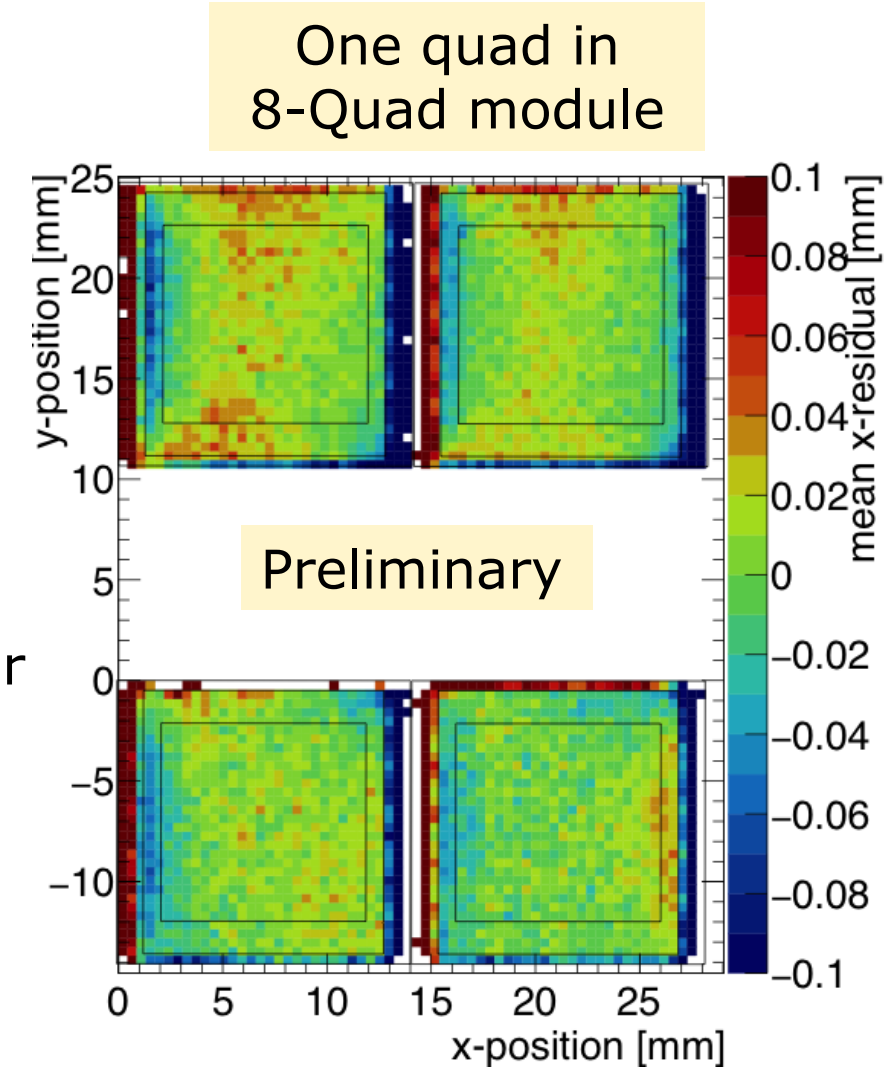 One quad in
8-Quad module
y-position [mm]
25
20
15
10
5
0
−5
−10
Preliminary
r
0 5 10 15 20 25
x-position [mm]
0.1
0.08
0.06
0.04
0.02
0
−0.02
−0.04
−0.06
−0.08
−0.1
mean x-residual [mm]